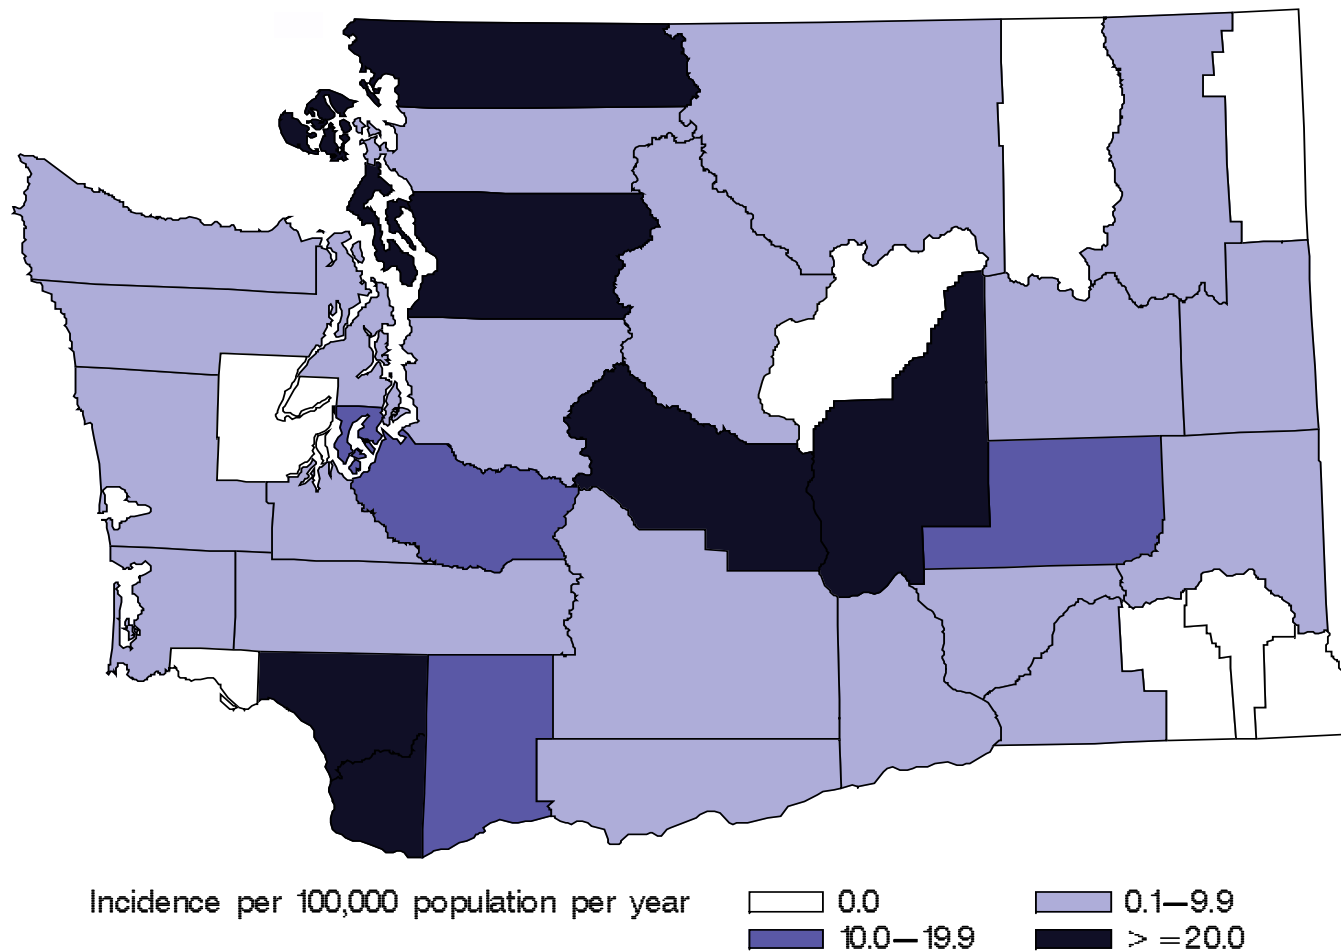 Incidence per 100,000 population per year
0.0
0.1–9.9
10.0–19.9
>=20.0